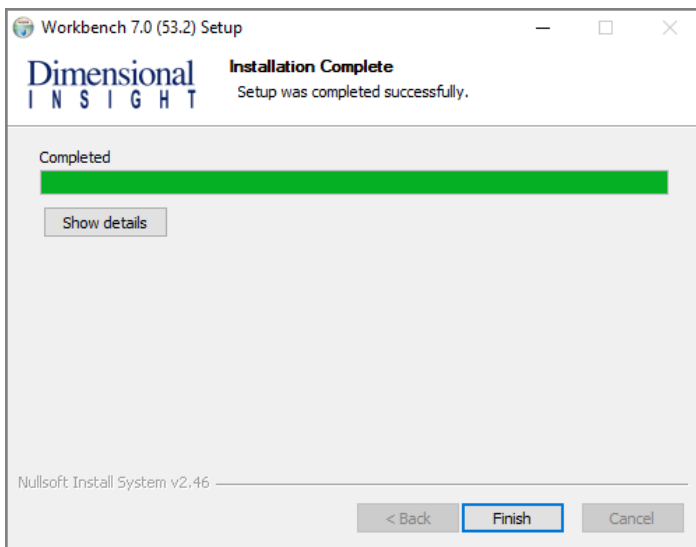 Workbench 7.0 (53.2) Setup
Dimensional
INSIGHT
Installation Complete
Setup was completed successfully.
Completed
Show details
Nullsoft Install System v2.46
< Back
Finish
Cancel